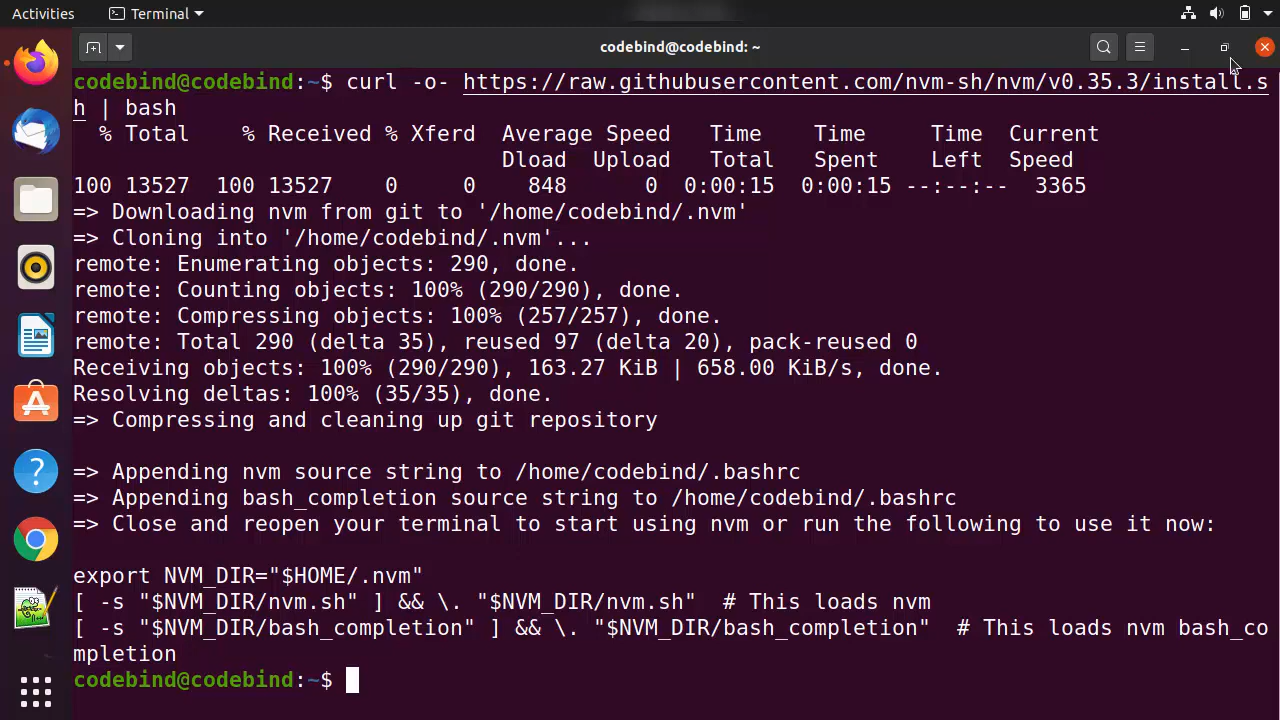 Activities Terminal
codebind@codebind: ~
codebind@codebind:~$ curl -o- https://raw.githubusercontent.com/nvm-sh/nvm/v0.35.3/install.s
h | bash
% Total % Received % Xferd Average Speed Time Time Time Current
Dload Upload Total Spent Left Speed
100 13527 100 13527 0 0 848 0 0:00:15 0:00:15 --:--:-- 3365
=> Downloading nvm from git to '/home/codebind/.nvm'
=> Cloning into '/home/codebind/.nvm'...
remote: Enumerating objects: 290, done.
remote: Counting objects: 100% (290/290), done.
remote: Compressing objects: 100% (257/257), done.
remote: Total 290 (delta 35), reused 97 (delta 20), pack-reused 0
Receiving objects: 100% (290/290), 163.27 KiB | 658.00 KiB/s, done.
Resolving deltas: 100% (35/35), done.
=> Compressing and cleaning up git repository
=> Appending nvm source string to /home/codebind/.bashrc
=> Appending bash_completion source string to /home/codebind/.bashrc
=> Close and reopen your terminal to start using nvm or run the following to use it now:
export NVM_DIR="$HOME/.nvm"
[ -s "$NVM_DIR/nvm.sh" ] && \. "$NVM_DIR/nvm.sh" # This loads nvm
[ -s "$NVM_DIR/bash_completion" ] && \. "$NVM_DIR/bash_completion" # This loads nvm bash_co
mpletion
codebind@codebind:~$